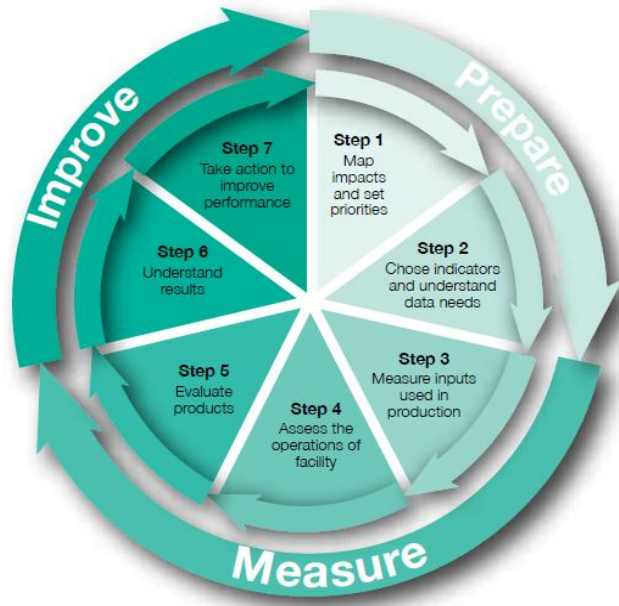 Improve
Prepare
Measure
Step 1
Map
impacts
and set
priorities
Step 2
Chose indicators
and understand
data needs
Step 3
Measure inputs
used in
production
Step 4
Assess the
operations of
facility
Step 5
Evaluate
products
Step 6
Understand
results
Step 7
Take action to
improve
performance